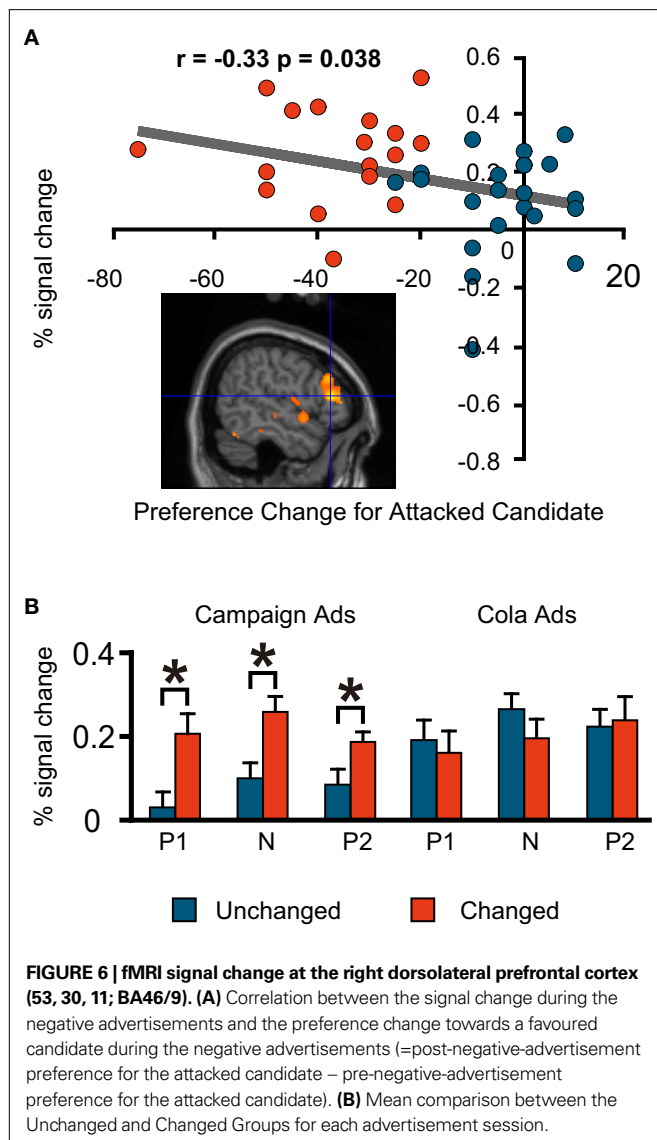 A
r = -0.33 p = 0.038
0.6
0.4
0.2
0
-80 -60 -40 -20 20
-0.2
-0.4
-0.6
-0.8
% signal change
Preference Change for Attacked Candidate
B
Campaign Ads Cola Ads
% signal change
0.4
* * *
0.2
0
P1 N P2 P1 N P2
Unchanged Changed
FIGURE 6 | fMRI signal change at the right dorsolateral prefrontal cortex
(53, 30, 11; BA46/9). (A) Correlation between the signal change during the
negative advertisements and the preference change towards a favoured
candidate during the negative advertisements (=post-negative-advertisement
preference for the attacked candidate – pre-negative-advertisement
preference for the attacked candidate). (B) Mean comparison between the
Unchanged and Changed Groups for each advertisement session.